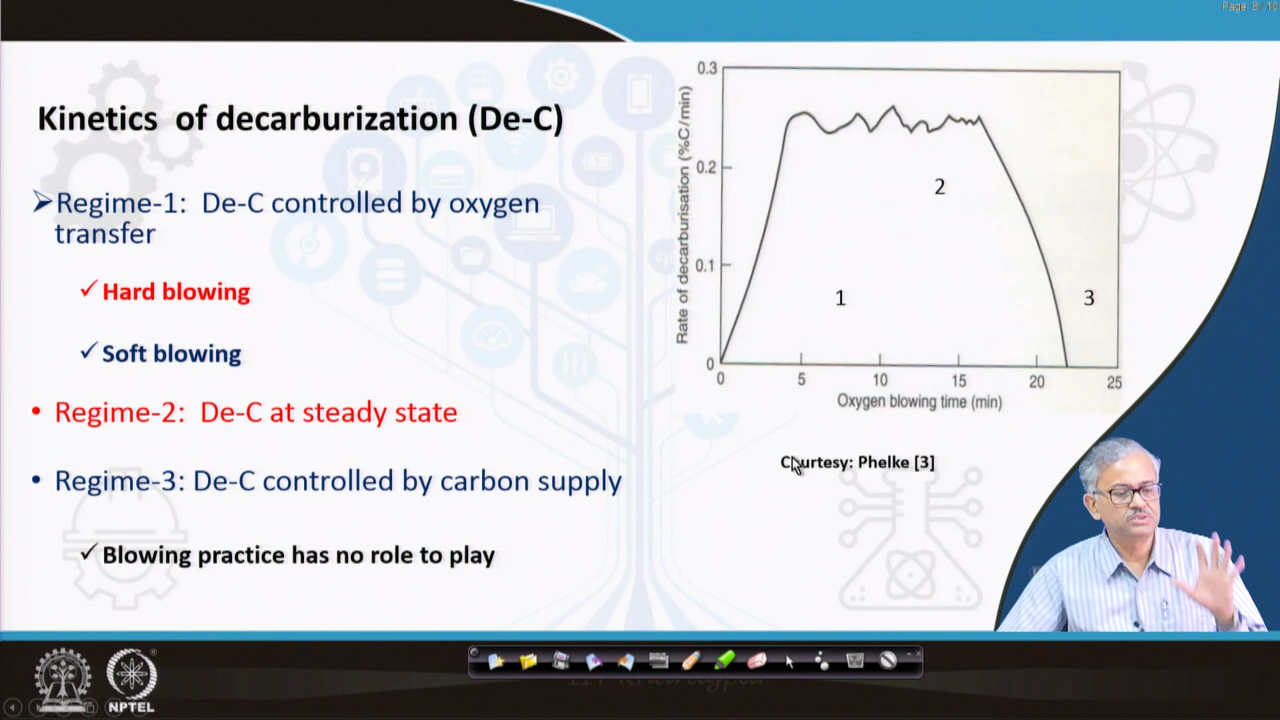 Page 8 / 10
Kinetics of decarburization (De-C)
➢Regime-1: De-C controlled by oxygen
transfer
✓ Hard blowing
✓ Soft blowing
• Regime-2: De-C at steady state
• Regime-3: De-C controlled by carbon supply
✓ Blowing practice has no role to play
Rate of decarburisation (%C/min)
0.3
0.2
0.1
0
1
2
3
0 5 10 15 20 25
Oxygen blowing time (min)
Courtesy: Phelke [3]
NPTEL